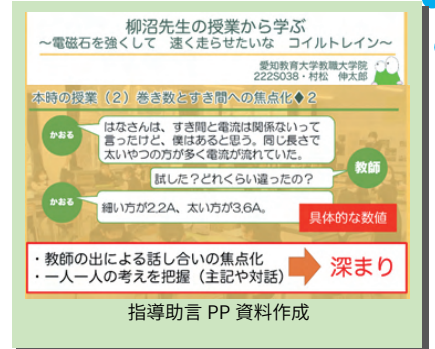 柳沼先生の授業から学ぶ
～電磁石を強くして 速く走らせたいな コイルトレイン～
愛知教育大学教職大学院
222S038・村松 伸太郎
本時の授業（2）巻き数とすき間への焦点化◆2
かおる
はなさんは、すき間と電流は関係ないって
言ったけど、僕はあると思う。同じ長さで
太いやつの方が多く電流が流れていた。
試した？どれくらい違ったの？
教師
かおる
細い方が2.2A、太い方が3.6A。
具体的な数値
・教師の出による話し合いの焦点化
・一人一人の考えを把握（主記や対話）
深まり
指導助言 PP 資料作成